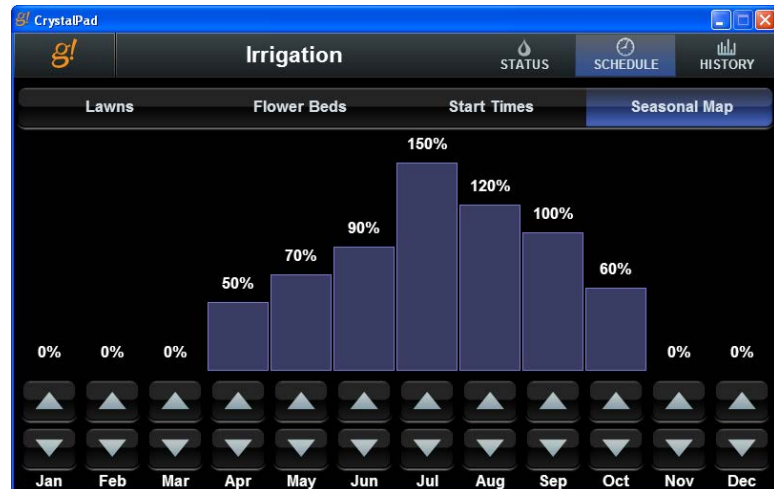 g! CrystalPad
g! Irrigation STATUS SCHEDULE HISTORY
Lawns Flower Beds Start Times Seasonal Map
150%
120%
100%
90%
70%
60%
50%
0% 0% 0% 0% 0%
Jan Feb Mar Apr May Jun Jul Aug Sep Oct Nov Dec